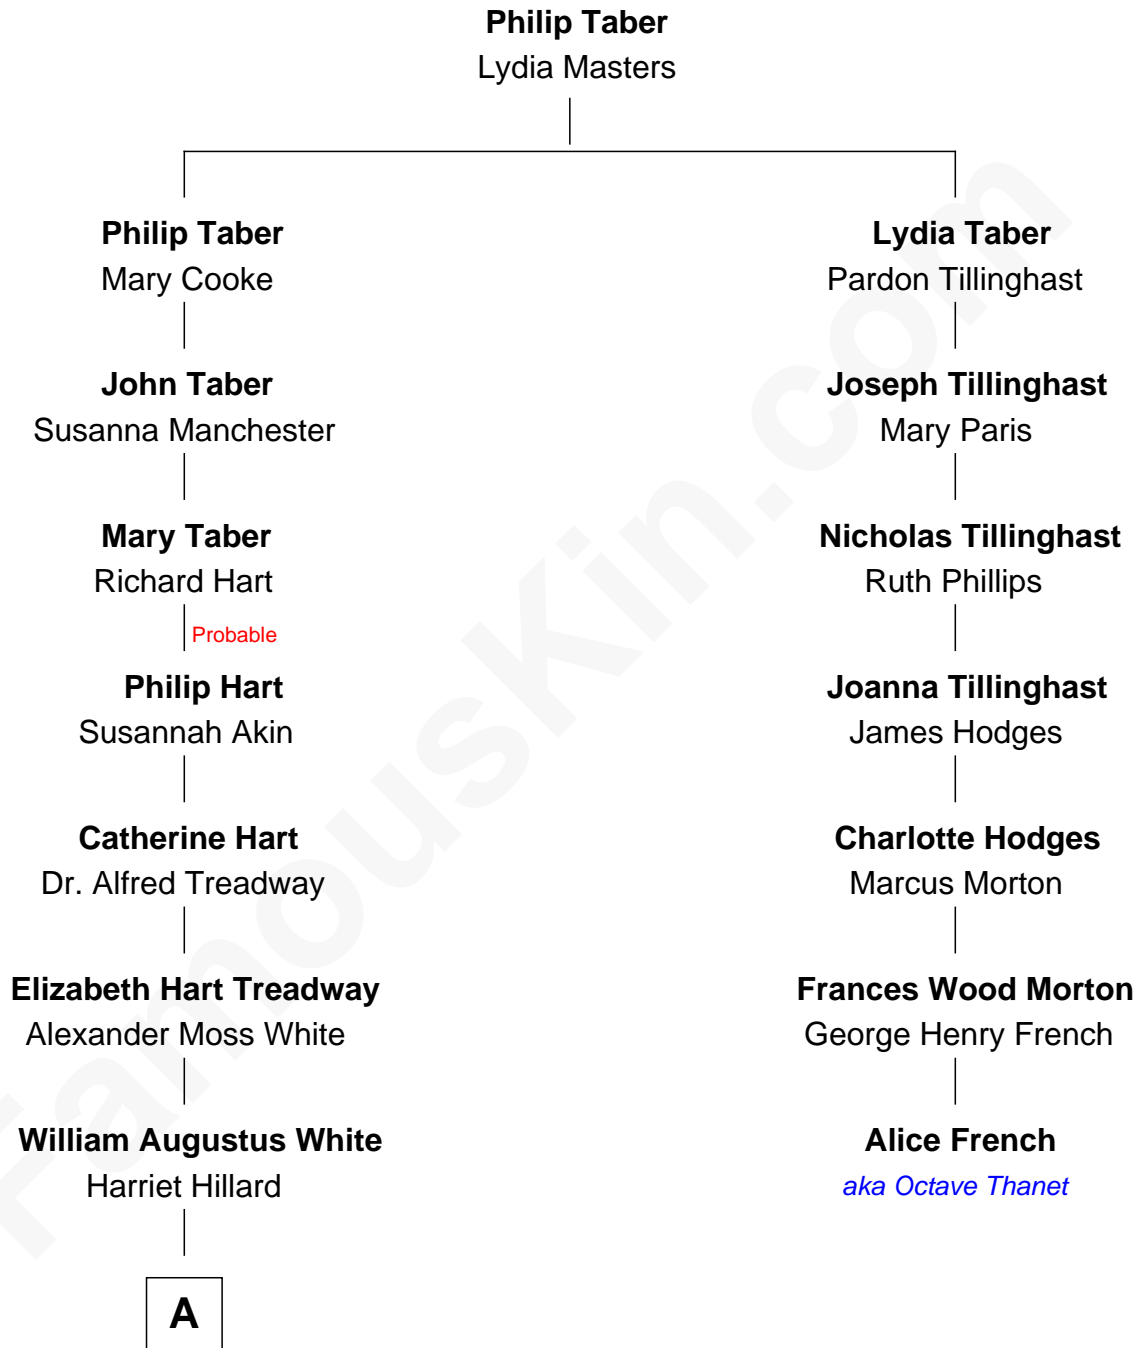 Philip Taber
Lydia Masters
Philip Taber
Mary Cooke
Lydia Taber
Pardon Tillinghast
John Taber
Susanna Manchester
Joseph Tillinghast
Mary Paris
Mary Taber
Richard Hart
Nicholas Tillinghast
Ruth Phillips
Probable
Philip Hart
Susannah Akin
Joanna Tillinghast
James Hodges
Catherine Hart
Dr. Alfred Treadway
Charlotte Hodges
Marcus Morton
Elizabeth Hart Treadway
Alexander Moss White
Frances Wood Morton
George Henry French
William Augustus White
Harriet Hillard
Alice French
aka Octave Thanet
A
FamousKin.com